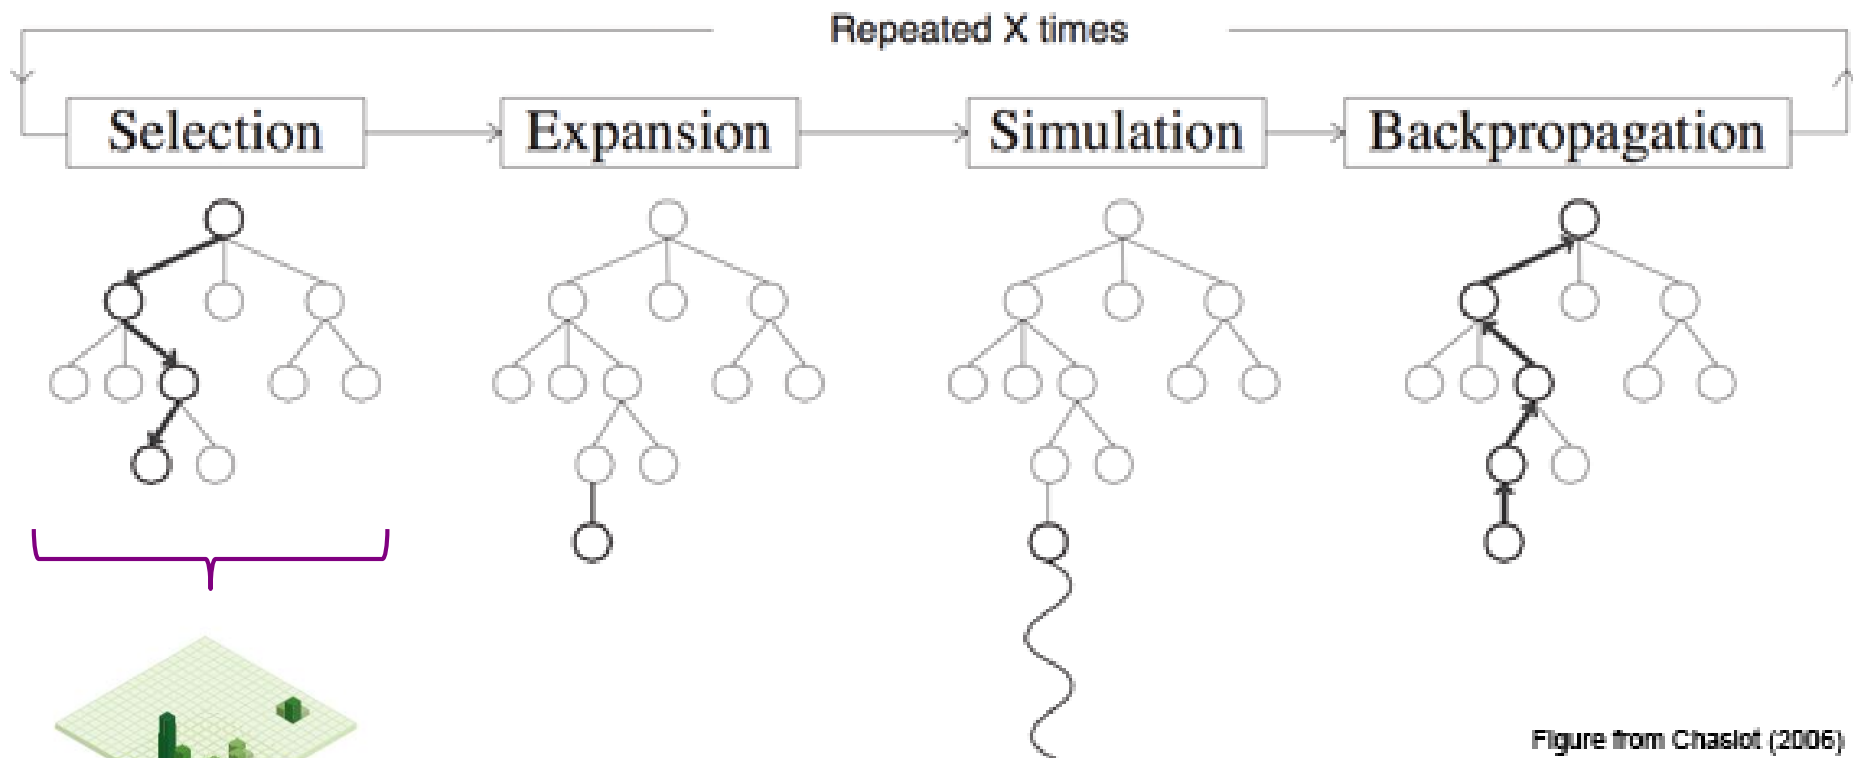 Repeated X times
Selection
Expansion
Simulation
Backpropagation
Figure from Chaslot (2006)